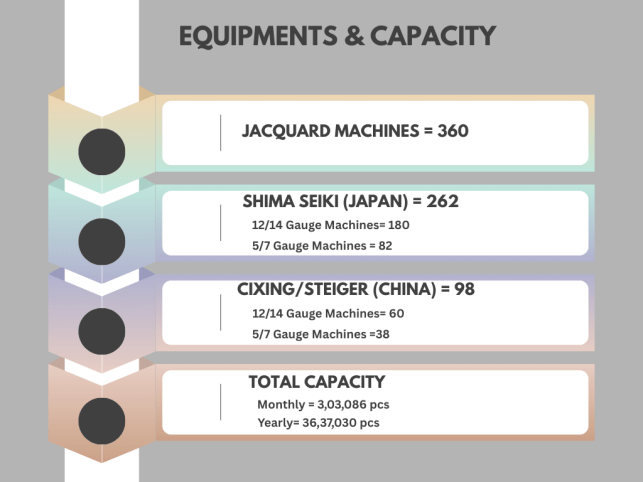 EQUIPMENTS & CAPACITY
JACQUARD MACHINES = 360
SHIMA SEIKI (JAPAN) = 262
12/14 Gauge Machines= 180
5/7 Gauge Machines = 82
CIXING/STEIGER (CHINA) = 98
12/14 Gauge Machines= 60
5/7 Gauge Machines =38
TOTAL CAPACITY
Monthly = 3,03,086 pcs
Yearly= 36,37,030 pcs